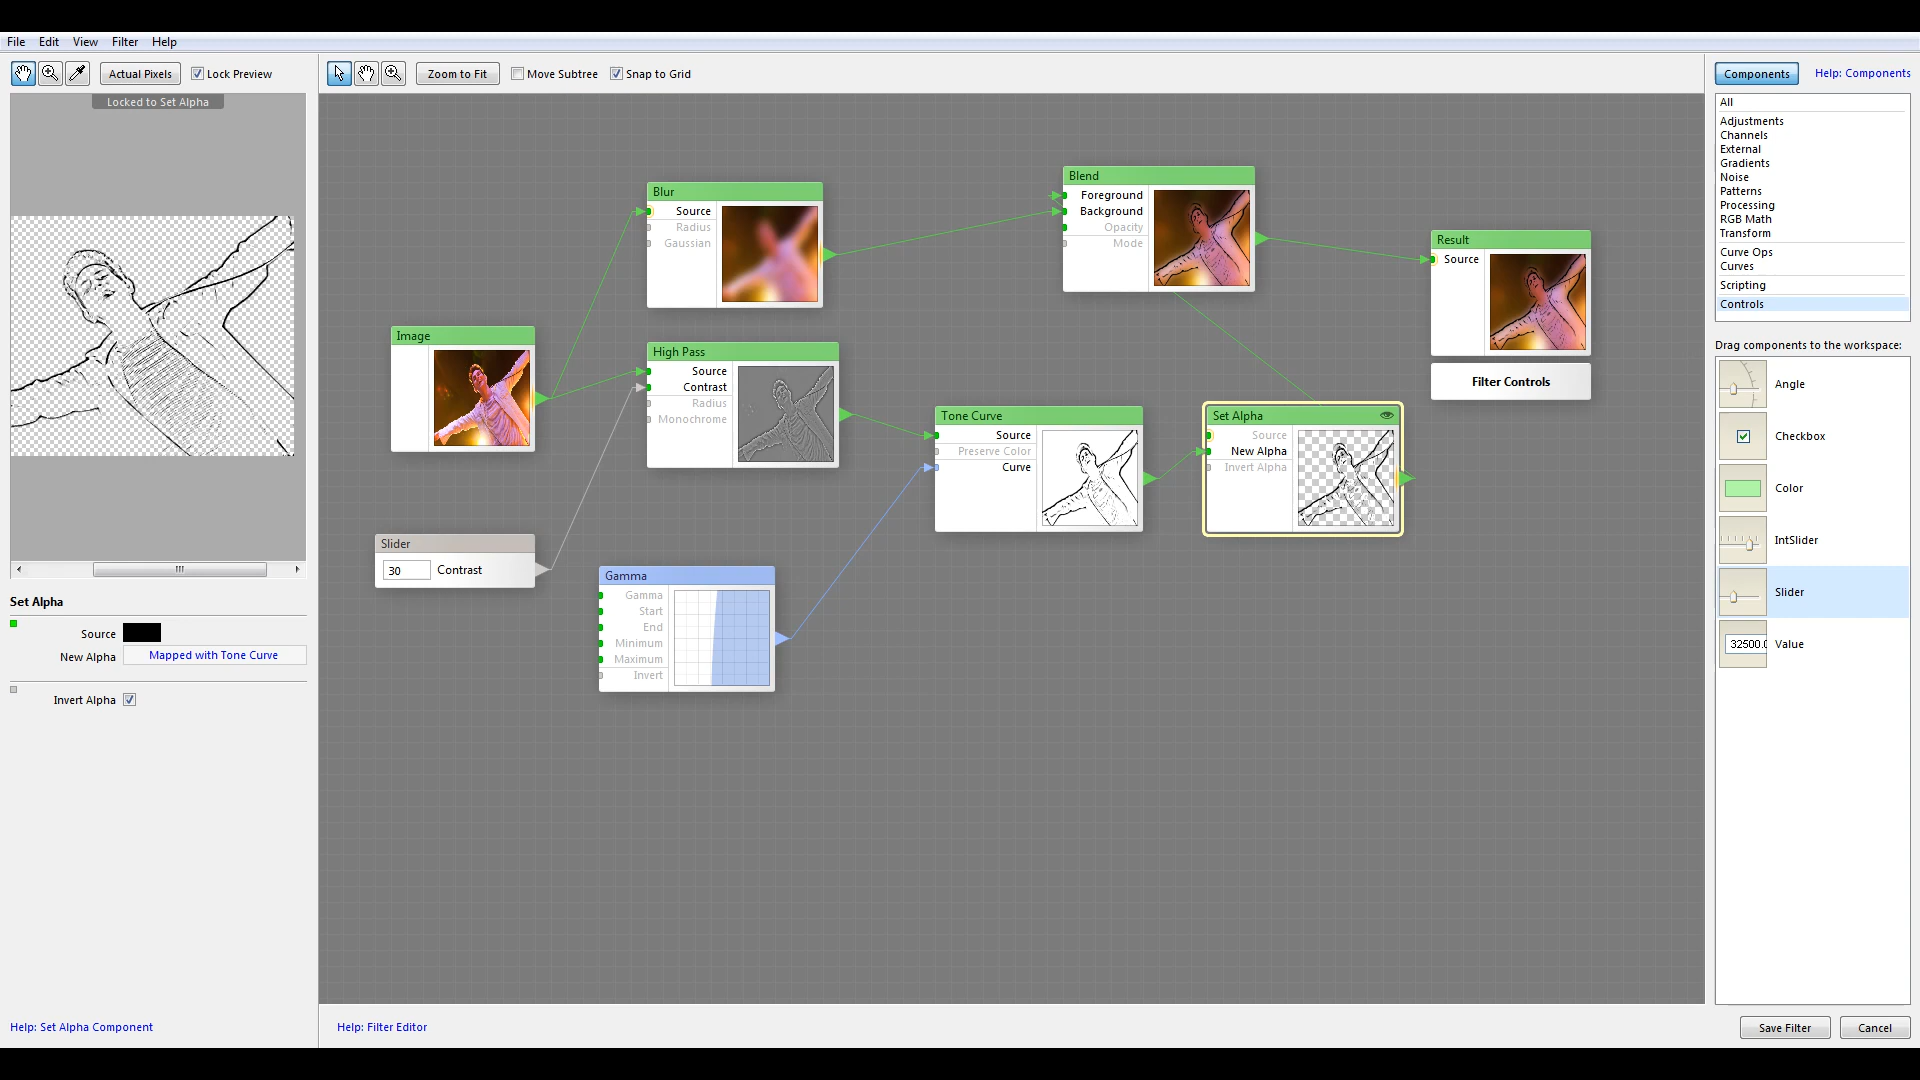 File Edit View Filter Help
Actual Pixels Lock Preview
Zoom to Fit Move Subtree Snap to Grid
Components Help: Components
Locked to Set Alpha
Set Alpha
Source
New Alpha Mapped with Tone Curve
Invert Alpha
Help: Set Alpha Component
Blur
Source
Radius
Gaussian
Blend
Foreground
Background
Opacity
Mode
Result
Source
Filter Controls
Image
High Pass
Source
Contrast
Radius
Monochrome
Tone Curve
Source
Preserve Color
Curve
Set Alpha
Source
New Alpha
Invert Alpha
Slider
30 Contrast
Gamma
Gamma
Start
End
Minimum
Maximum
Invert
Help: Filter Editor
All
Adjustments
Channels
External
Gradients
Noise
Patterns
Processing
RGB Math
Transform
Curve Ops
Curves
Scripting
Controls
Drag components to the workspace:
Angle
Checkbox
Color
IntSlider
Slider
32500.0 Value
Save Filter Cancel